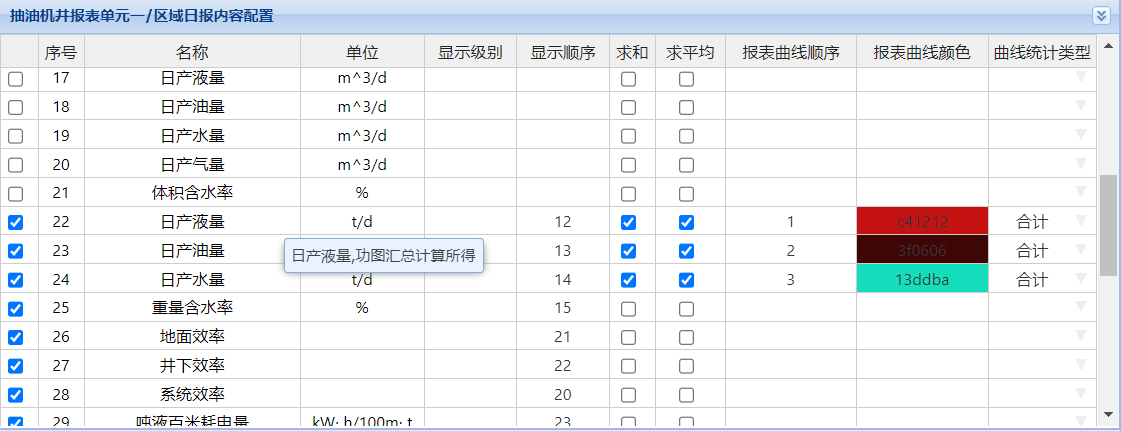 抽油机井报表单元一/区域日报内容配置
序号 名称 单位 显示级别 显示顺序 求和 求平均 报表曲线顺序 报表曲线颜色 曲线统计类型
17 日产液量 m^3/d
18 日产油量 m^3/d
19 日产水量 m^3/d
20 日产气量 m^3/d
21 体积含水率 %
22 日产液量 t/d 12 1 c41212 合计
23 日产油量 13 2 3f0606 合计
日产液量,功图汇总计算所得
24 日产水量 t/d 14 3 13ddba 合计
25 重量含水率 % 15
26 地面效率 21
27 井下效率 22
28 系统效率 20
29 吨液百米耗电量 kW· h/100m· t 23